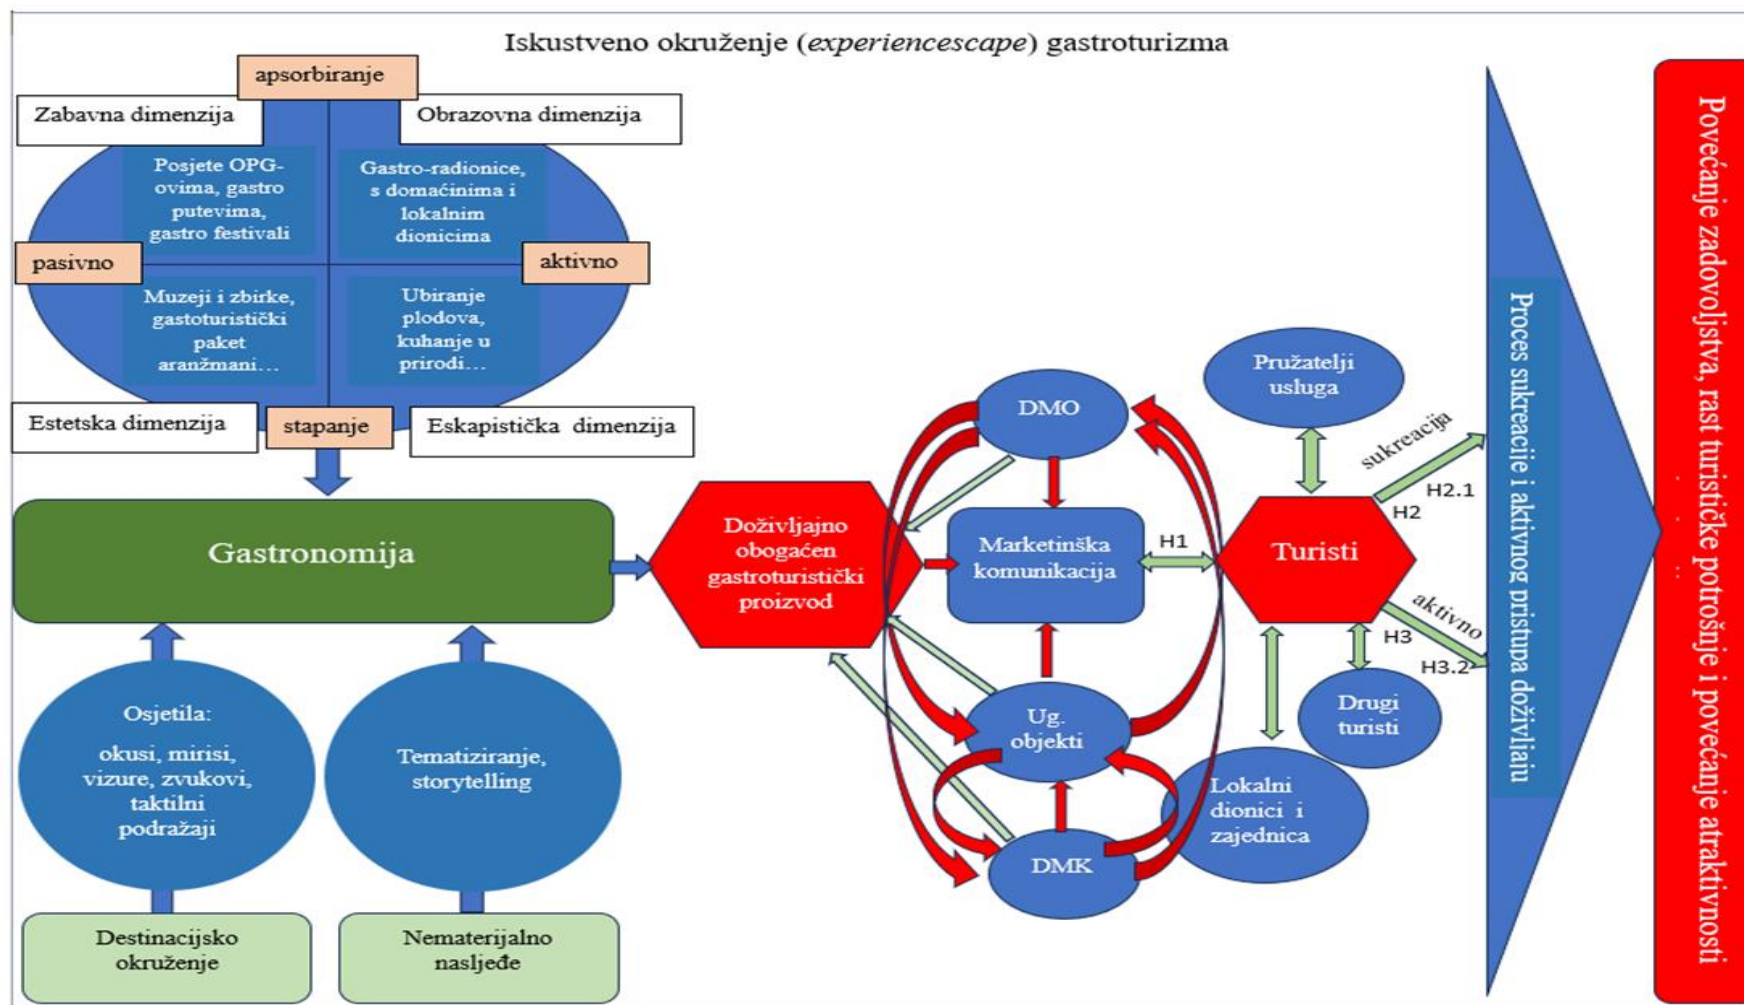 Iskustveno okruženje (experiencescape) gastroturizma
apsorbiranje
Zabavna dimenzija
Obrazovna dimenzija
Posjete OPG-
ovima, gastro
putevima,
gastro festivali
Gastro-radionice,
s domaćinima i
lokalnim
dionicima
pasivno
aktivno
Muzeji i zbirke,
gastoturistički
paket
aranžmani...
Ubiranje
plodova,
kuhanje u
prirodi...
Estetska dimenzija
stapanje
Eskapistička dimenzija
Gastronomija
Osjetila:
okusi, mirisi,
vizure, zvukovi,
taktilni
podražaji
Tematiziranje,
storytelling
Destinacijsko
okruženje
Nematerijalno
nasljeđe
Doživljajno
obogaćen
gastroturistički
proizvod
DMO
Marketinška
komunikacija
Ug.
objekti
DMK
H1
Pružatelji
usluga
Turisti
Drugi
turisti
Lokalni
dionici i
zajednica
sukreacija
H2.1
H2
aktivno
H3
H3.2
Proces sukreacije i aktivnog pristupa doživljaju
Povećanje zadovoljstva, rast turističke potrošnje i povećanje atraktivnosti